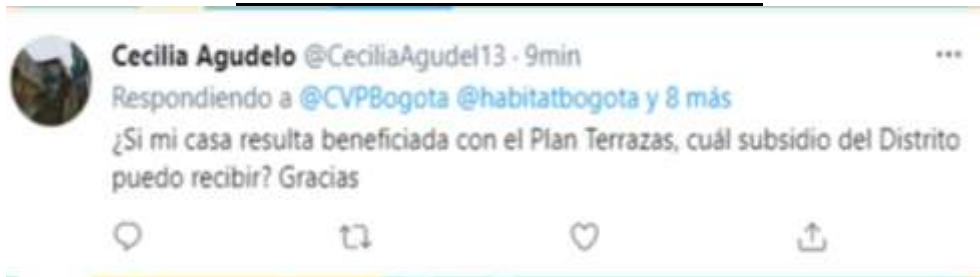 Cecilia Agudelo @CeciliaAgudel13 · 9min
Respondiendo a @CVPBogota @habitatbogota y 8 más
¿Si mi casa resulta beneficiada con el Plan Terrazas, cuál subsidio del Distrito
puedo recibir? Gracias